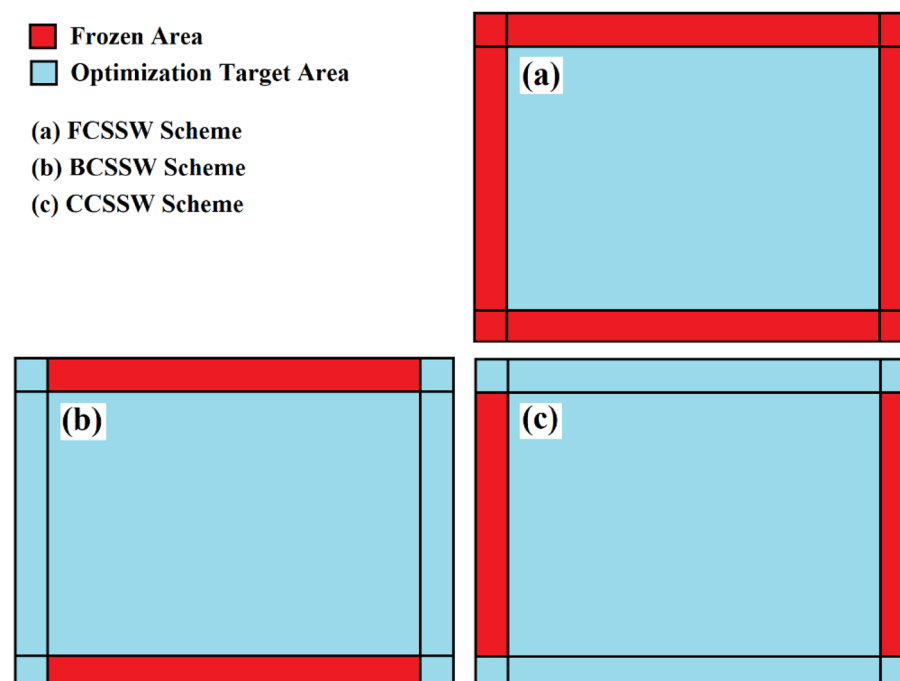 Frozen Area
Optimization Target Area
(a) FCSSW Scheme
(b) BCSSW Scheme
(c) CCSSW Scheme
(a)
(b)
(c)